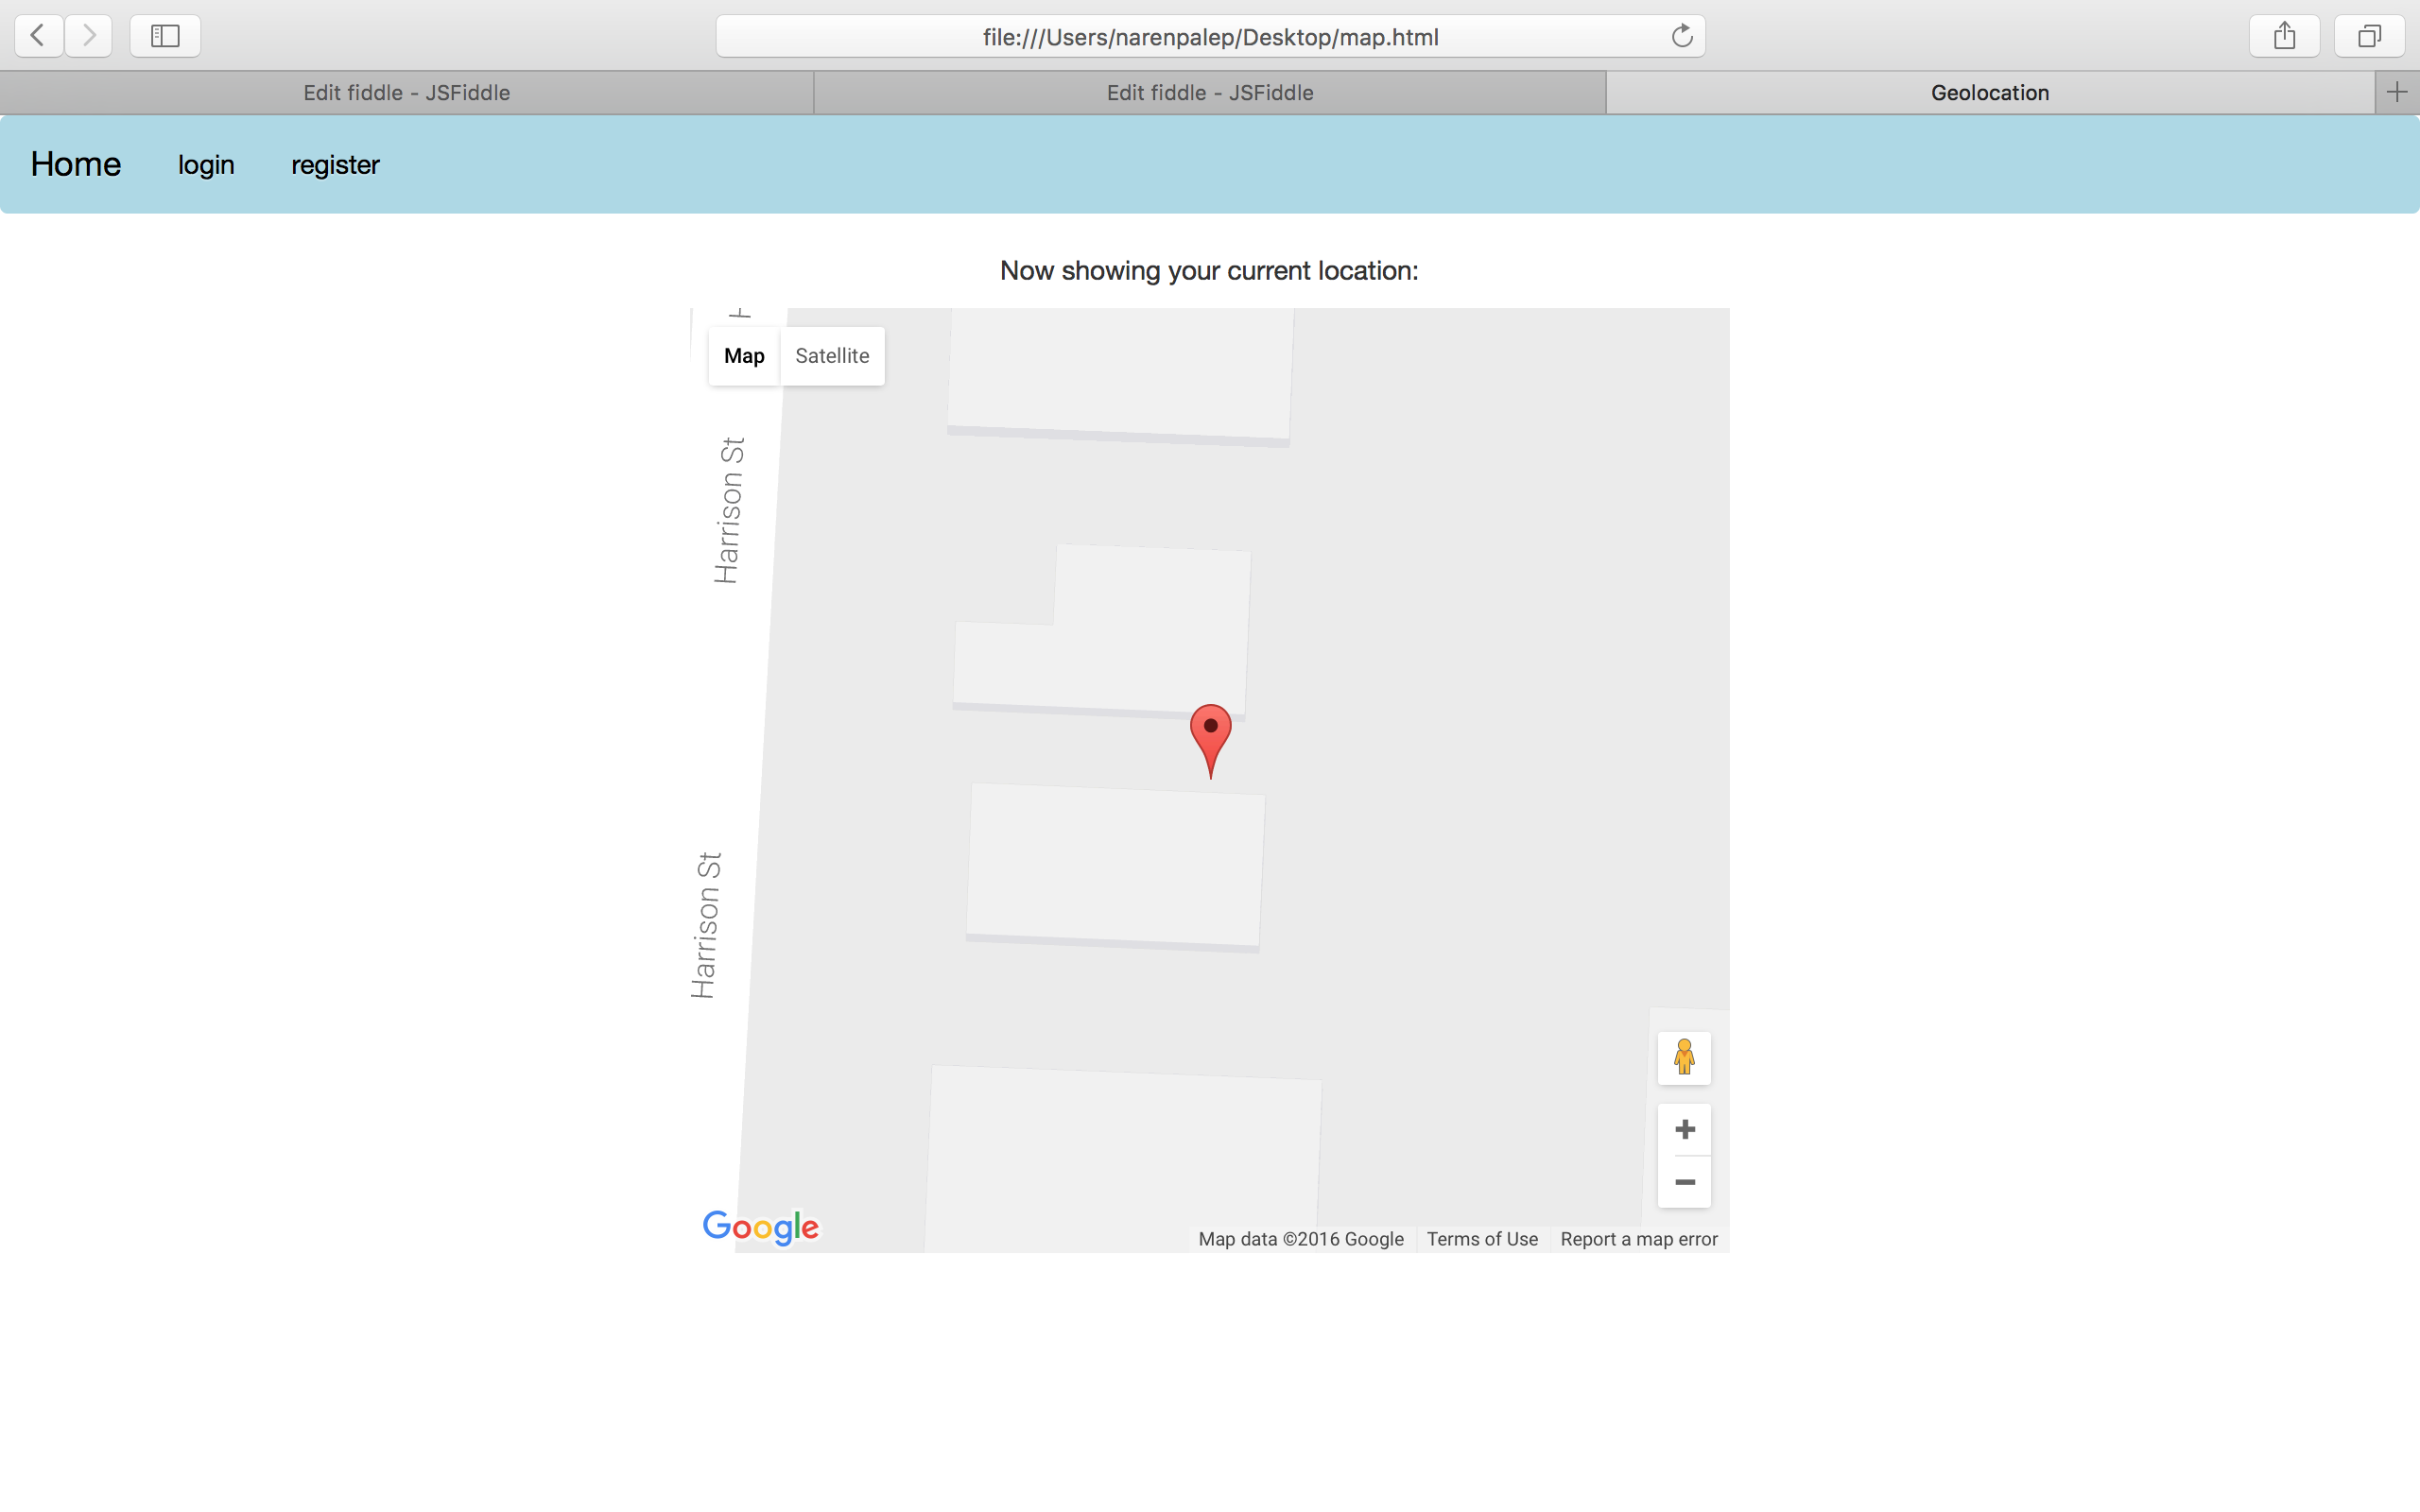 file:///Users/narenpalep/Desktop/map.html
Edit fiddle - JSFiddle
Edit fiddle - JSFiddle
Geolocation
Home
login
register
Now showing your current location:
Map
Satellite
Harrison St
Harrison St
Google
Map data ©2016 Google
Terms of Use
Report a map error